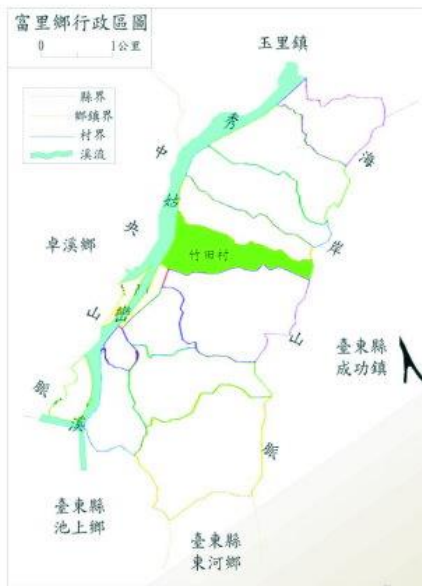 富里鄉行政區圖
0 1公里
縣界
鄉鎮界
村界
溪流
玉里鎮
秀姑巒溪
中央山脈
海岸山脈
卓溪鄉
竹田村
臺東縣
成功鎮
臺東縣
池上鄉
臺東縣
東河鄉